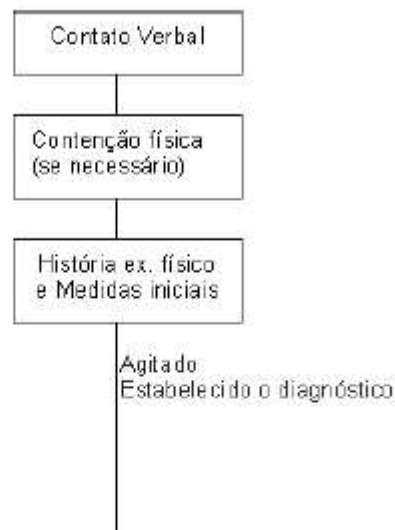 Contato Verbal
Contenção física
(se necessário)
História ex. físico
e Medidas iniciais
Agitado
Estabelecido o diagnóstico